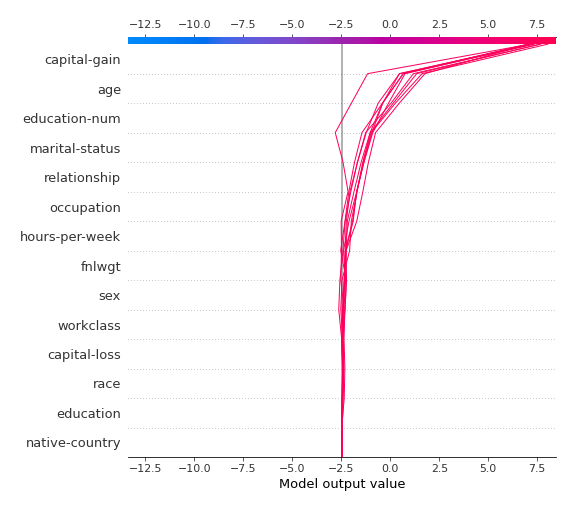 −12.5 −10.0 −7.5 −5.0 −2.5 0.0 2.5 5.0 7.5
capital-gain
age
education-num
marital-status
relationship
occupation
hours-per-week
fnlwgt
sex
workclass
capital-loss
race
education
native-country
−12.5 −10.0 −7.5 −5.0 −2.5 0.0 2.5 5.0 7.5
Model output value